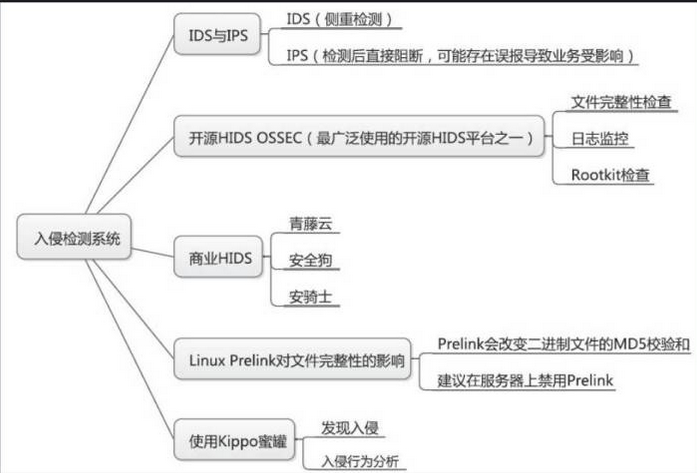 IDS与IPS
IDS（侧重检测）
IPS（检测后直接阻断，可能存在误报导致业务受影响）
开源HIDS OSSEC（最广泛使用的开源HIDS平台之一）
文件完整性检查
日志监控
Rootkit检查
入侵检测系统
商业HIDS
青藤云
安全狗
安骑士
Linux Prelink对文件完整性的影响
Prelink会改变二进制文件的MD5校验和
建议在服务器上禁用Prelink
使用Kippo蜜罐
发现入侵
入侵行为分析